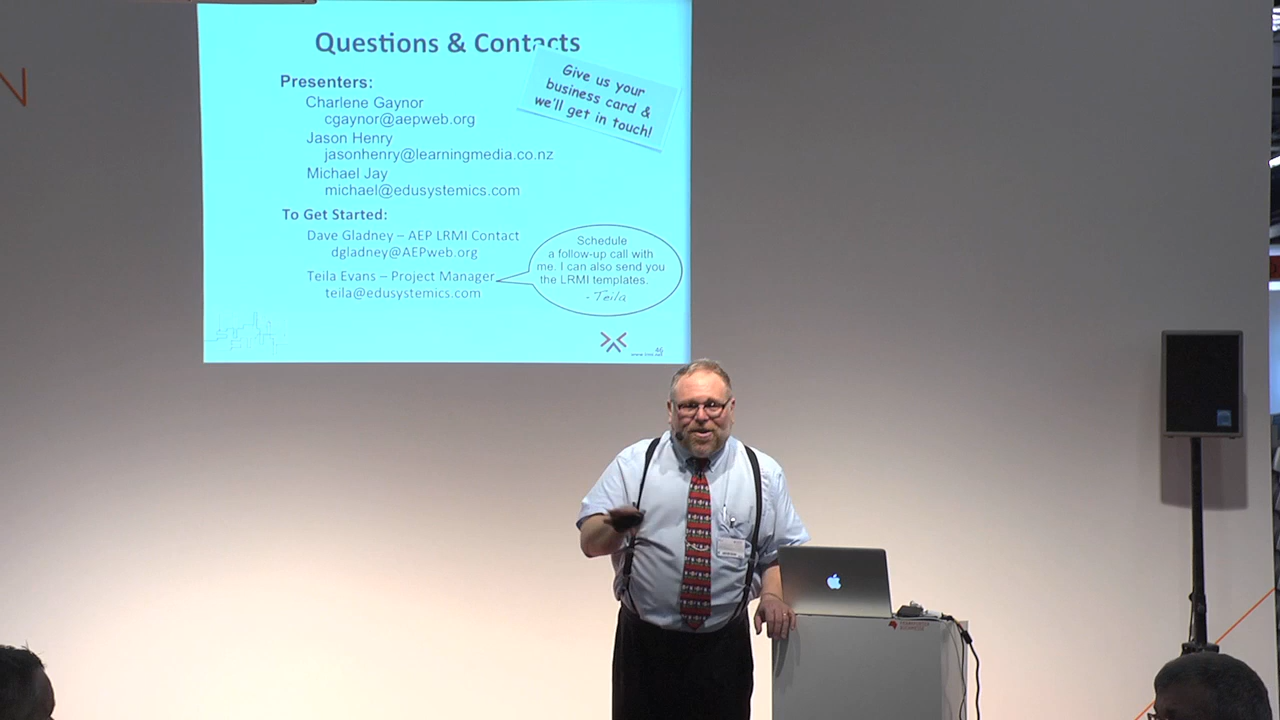 N
Questions & Contacts
Give us your
business card &
we'll get in touch!
Presenters:
Charlene Gaynor
cgaynor@aepweb.org
Jason Henry
jasonhenry@learningmedia.co.nz
Michael Jay
michael@edusystemics.com
To Get Started:
Dave Gladney – AEP LRMI Contact
dgladney@AEPweb.org
Teila Evans – Project Manager
teila@edusystemics.com
Schedule
a follow-up call with
me. I can also send you
the LRMI templates.
- Teila